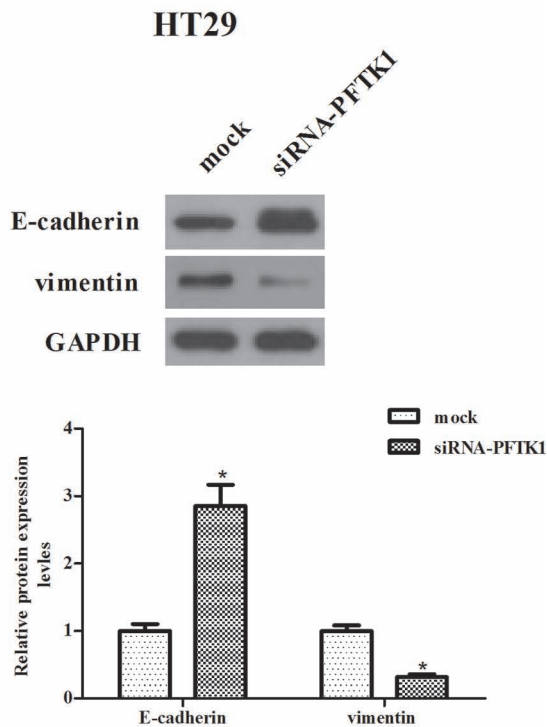 HT29
mock
siRNA-PFTK1
E-cadherin
vimentin
GAPDH
mock
siRNA-PFTK1
Relative protein expression
levles
4
3
2
1
0
*
*
E-cadherin
vimentin